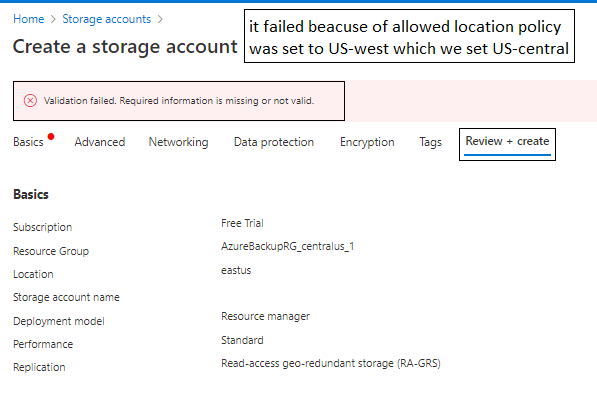 Home > Storage accounts >
Create a storage account
it failed beacuse of allowed location policy
was set to US-west which we set US-central
Validation failed. Required information is missing or not valid.
Basics Advanced Networking Data protection Encryption Tags Review + create
Basics
Subscription Free Trial
Resource Group AzureBackupRG_centralus_1
Location eastus
Storage account name
Deployment model Resource manager
Performance Standard
Replication Read-access geo-redundant storage (RA-GRS)